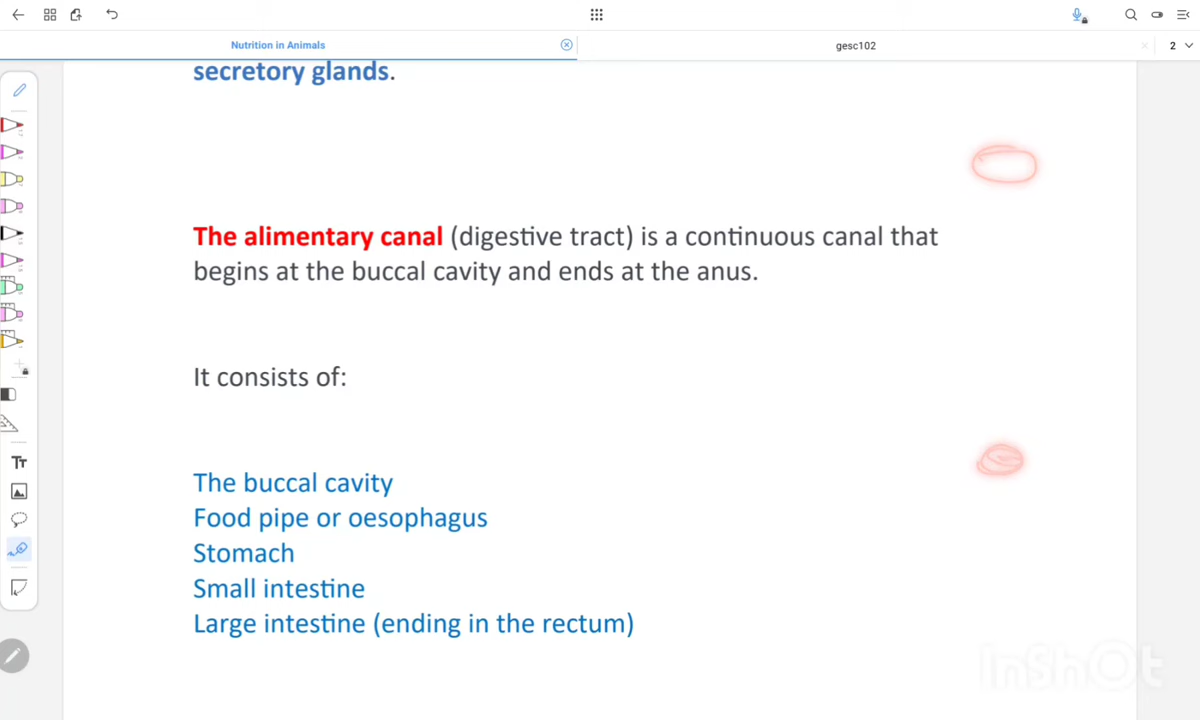 Nutrition in Animals
gesc102
2
secretory glands.
The alimentary canal (digestive tract) is a continuous canal that
begins at the buccal cavity and ends at the anus.
It consists of:
The buccal cavity
Food pipe or oesophagus
Stomach
Small intestine
Large intestine (ending in the rectum)
Tт
InShOt